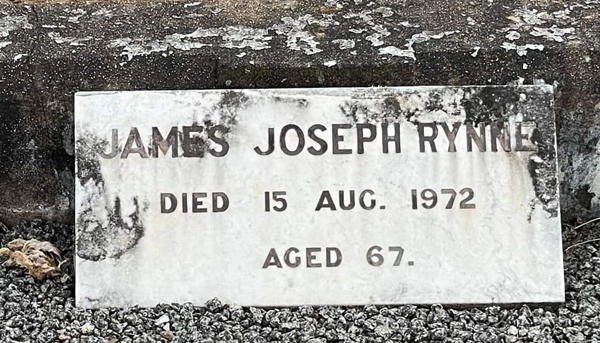 JAMES JOSEPH RYNNE
DIED 15 AUG. 1972
AGED 67.